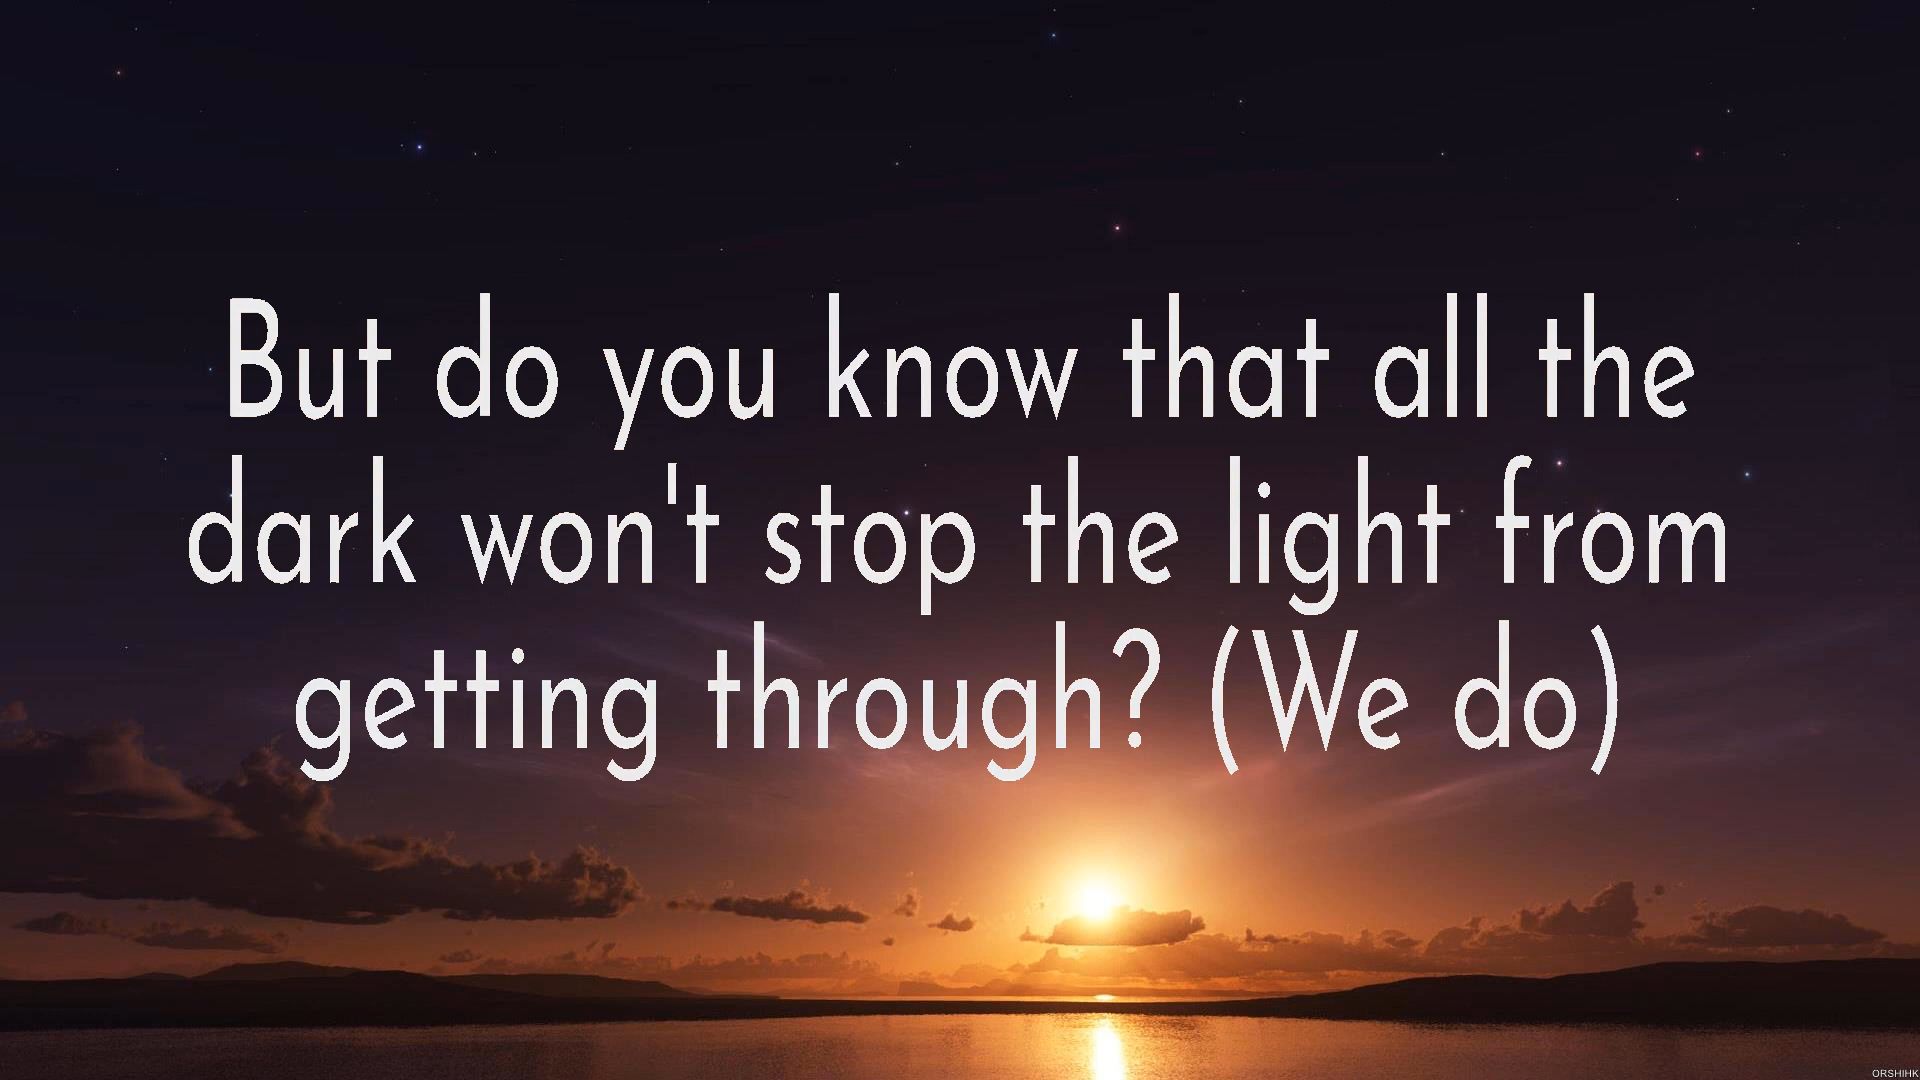 But do you know that all the
dark won't stop the light from
getting through? (We do)
ORSHIHK